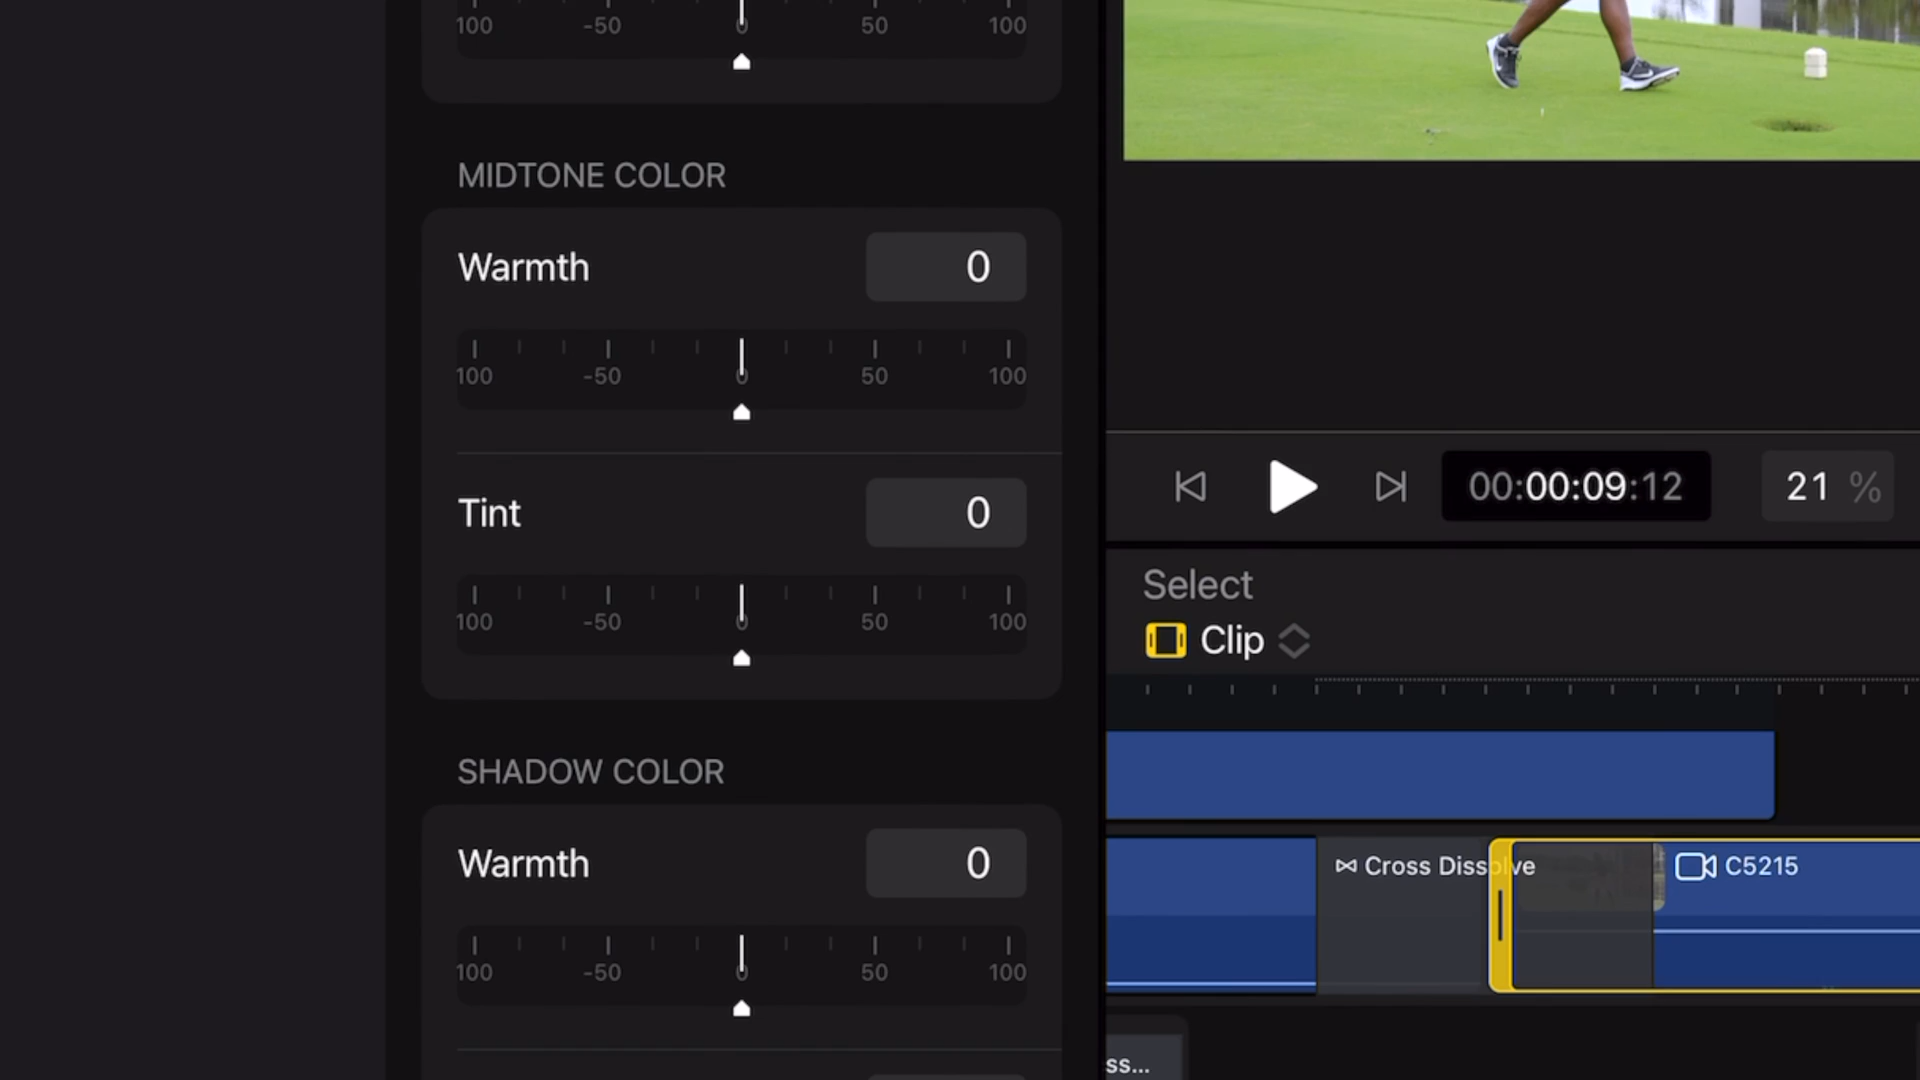 100 -50 0 50 100
MIDTONE COLOR
Warmth 0
100 -50 0 50 100
Tint 0
100 -50 0 50 100
SHADOW COLOR
Warmth 0
100 -50 0 50 100
00:00:09:12 21 %
Select
Clip
Cross Dissolve
C5215
ss...